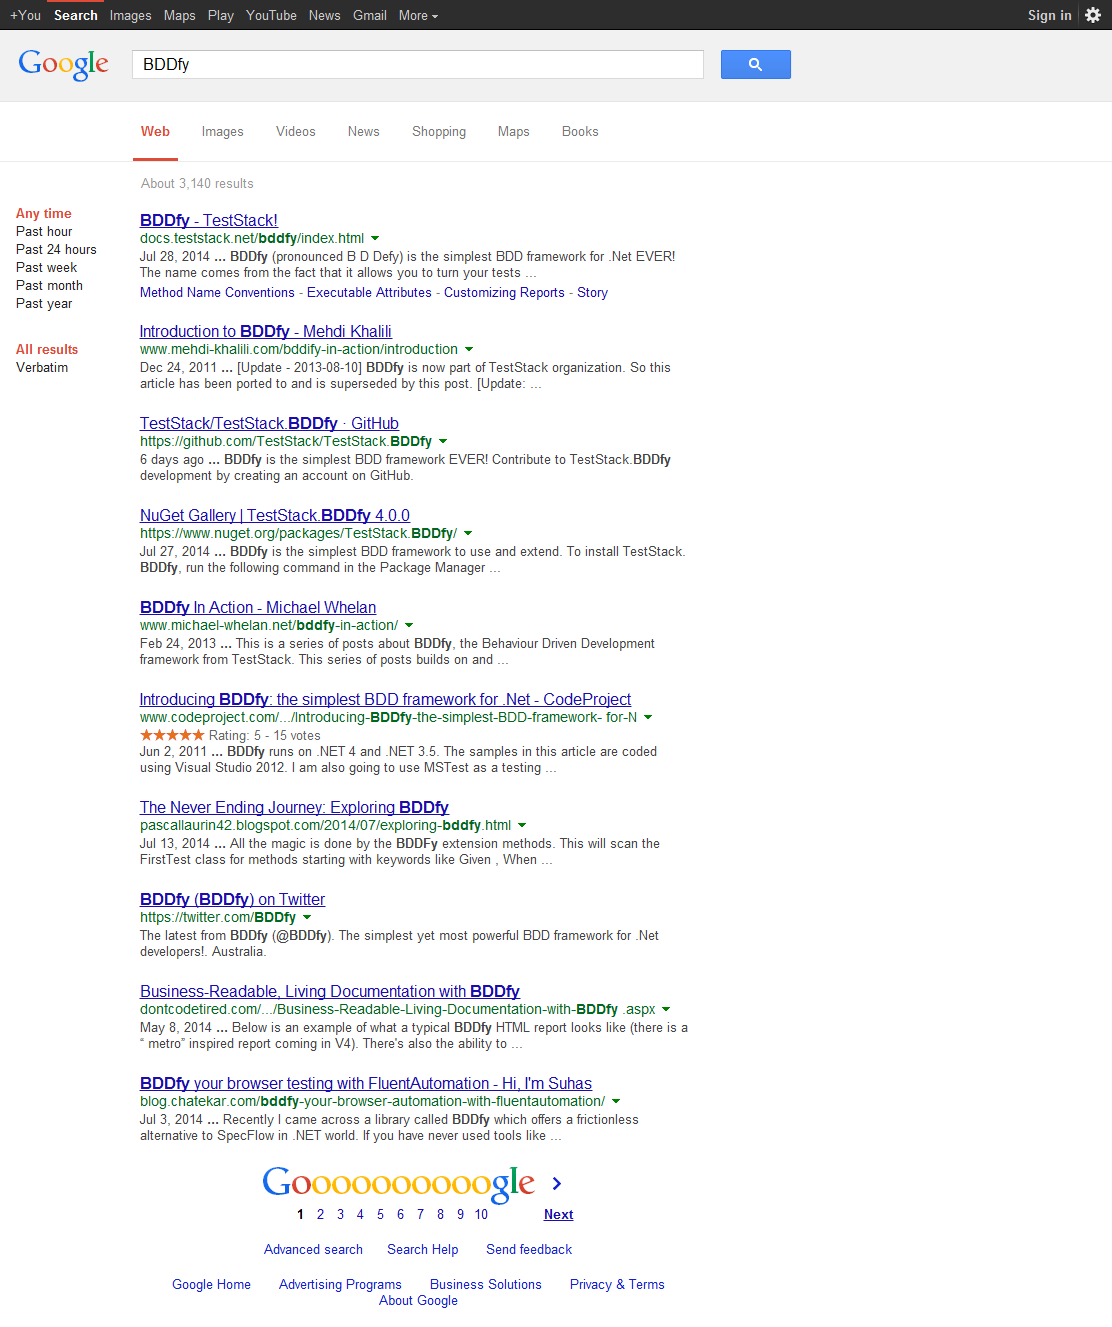 +You Search Images Maps Play YouTube News Gmail More Sign in
Google BDDfy
Web Images Videos News Shopping Maps Books
About 3,140 results
Any time
Past hour
Past 24 hours
Past week
Past month
Past year
All results
Verbatim
BDDfy - TestStack!
docs.teststack.net/bddfy/index.html
Jul 28, 2014 ... BDDfy (pronounced B D Defy) is the simplest BDD framework for .Net EVER!
The name comes from the fact that it allows you to turn your tests ...
Method Name Conventions - Executable Attributes - Customizing Reports - Story
Introduction to BDDfy - Mehdi Khalili
www.mehdi-khalili.com/bddify-in-action/introduction
Dec 24, 2011 ... [Update - 2013-08-10] BDDfy is now part of TestStack organization. So this
article has been ported to and is superseded by this post. [Update: ...
TestStack/TestStack.BDDfy · GitHub
https://github.com/TestStack/TestStack.BDDfy
6 days ago ... BDDfy is the simplest BDD framework EVER! Contribute to TestStack.BDDfy
development by creating an account on GitHub.
NuGet Gallery | TestStack.BDDfy 4.0.0
https://www.nuget.org/packages/TestStack.BDDfy/
Jul 27, 2014 ... BDDfy is the simplest BDD framework to use and extend. To install TestStack.
BDDfy, run the following command in the Package Manager ...
BDDfy In Action - Michael Whelan
www.michael-whelan.net/bddfy-in-action/
Feb 24, 2013 ... This is a series of posts about BDDfy, the Behaviour Driven Development
framework from TestStack. This series of posts builds on and ...
Introducing BDDfy: the simplest BDD framework for .Net - CodeProject
www.codeproject.com/.../Introducing-BDDfy-the-simplest-BDD-framework- for-N
★★★★★ Rating: 5 - 15 votes
Jun 2, 2011 ... BDDfy runs on .NET 4 and .NET 3.5. The samples in this article are coded
using Visual Studio 2012. I am also going to use MSTest as a testing ...
The Never Ending Journey: Exploring BDDfy
pascallaurin42.blogspot.com/2014/07/exploring-bddfy.html
Jul 13, 2014 ... All the magic is done by the BDDFy extension methods. This will scan the
FirstTest class for methods starting with keywords like Given , When ...
BDDfy (BDDfy) on Twitter
https://twitter.com/BDDfy
The latest from BDDfy (@BDDfy). The simplest yet most powerful BDD framework for .Net
developers!. Australia.
Business-Readable, Living Documentation with BDDfy
dontcodetired.com/.../Business-Readable-Living-Documentation-with-BDDfy .aspx
May 8, 2014 ... Below is an example of what a typical BDDfy HTML report looks like (there is a
“ metro” inspired report coming in V4). There's also the ability to ...
BDDfy your browser testing with FluentAutomation - Hi, I'm Suhas
blog.chatekar.com/bddfy-your-browser-automation-with-fluentautomation/
Jul 3, 2014 ... Recently I came across a library called BDDfy which offers a frictionless
alternative to SpecFlow in .NET world. If you have never used tools like ...
Goooooooooogle
1 2 3 4 5 6 7 8 9 10 Next
Advanced search Search Help Send feedback
Google Home Advertising Programs Business Solutions Privacy & Terms
About Google